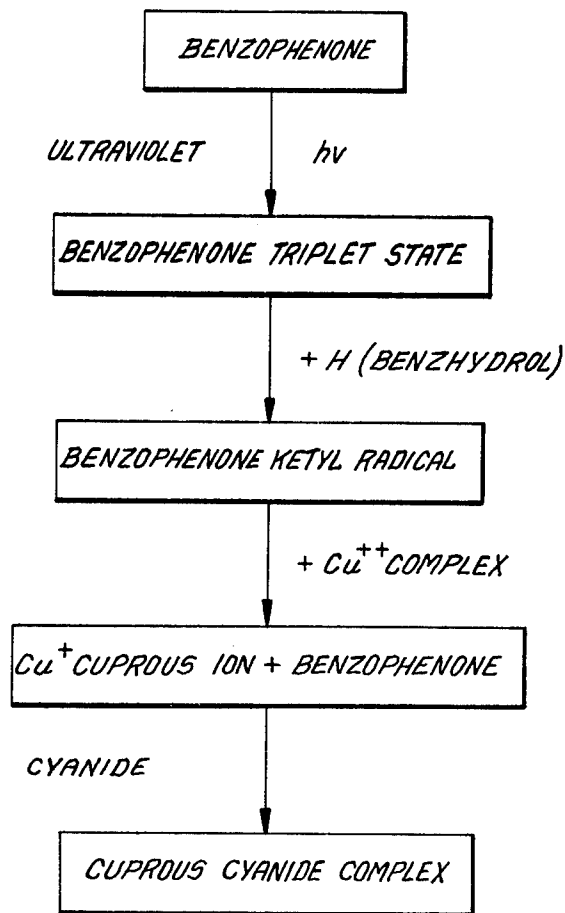 BENZOPHENONE
ULTRAVIOLET hν
BENZOPHENONE TRIPLET STATE
+ H (BENZHYDROL)
BENZOPHENONE KETYL RADICAL
+ Cu++ COMPLEX
Cu+ CUPROUS ION + BENZOPHENONE
CYANIDE
CUPROUS CYANIDE COMPLEX